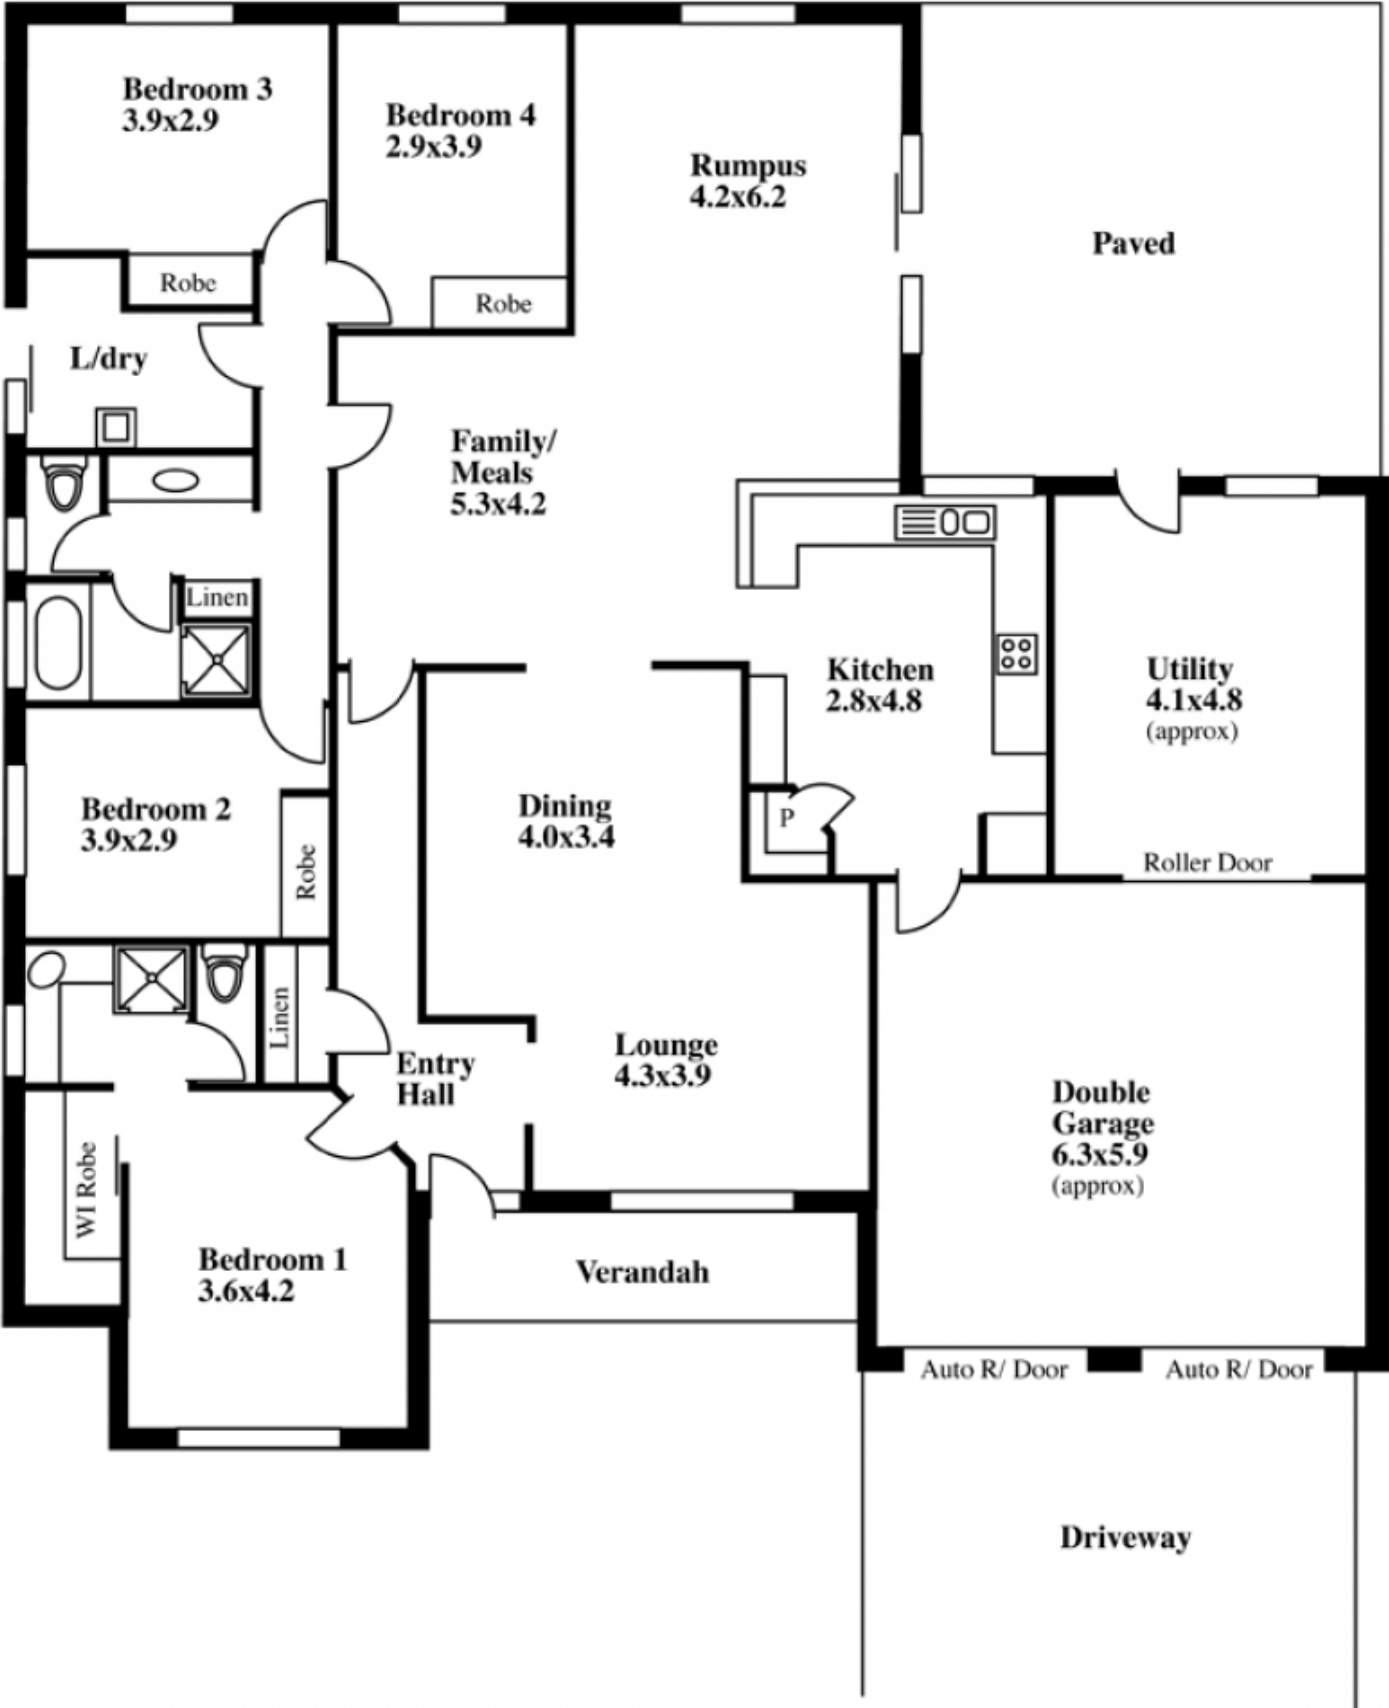 Bedroom 3
3.9x2.9
Bedroom 4
2.9x3.9
Rumpus
4.2x6.2
Paved
Robe
Robe
L/dry
Family/
Meals
5.3x4.2
Linen
Kitchen
2.8x4.8
Utility
4.1x4.8
(approx)
Bedroom 2
3.9x2.9
Robe
Dining
4.0x3.4
P
Roller Door
Linen
Entry
Hall
Lounge
4.3x3.9
Double
Garage
6.3x5.9
(approx)
WI Robe
Bedroom 1
3.6x4.2
Verandah
Auto R/ Door
Auto R/ Door
Driveway